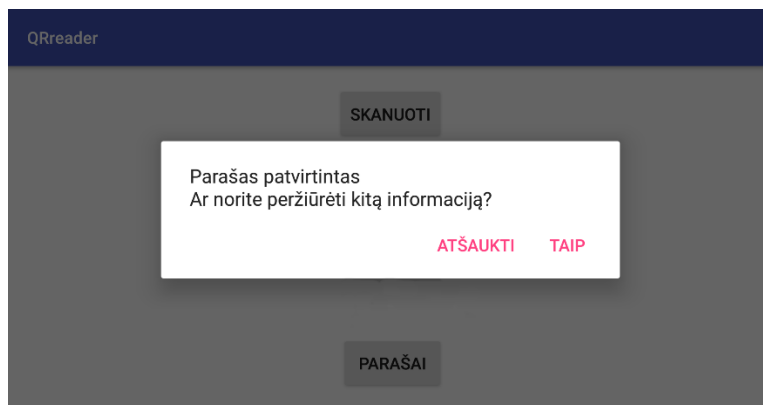 QRreader
SKANUOTI
Parašas patvirtintas
Ar norite peržiūrėti kitą informaciją?
ATŠAUKTI TAIP
PARAŠAI